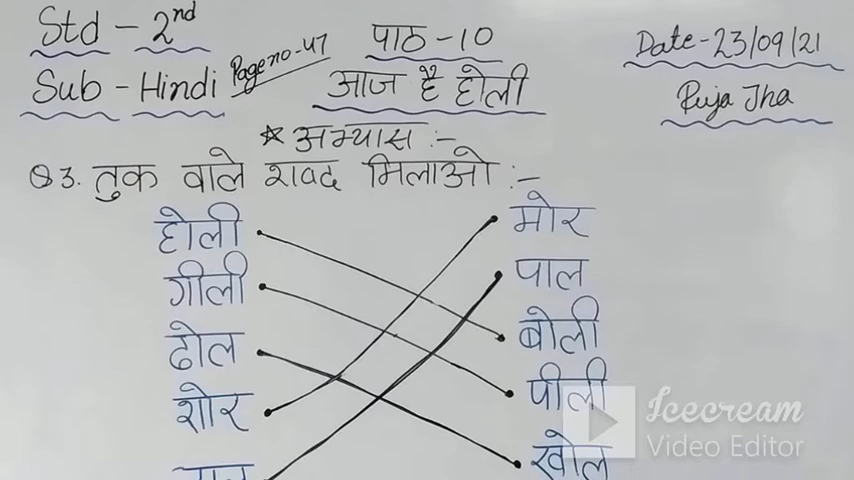 Std - 2nd
Sub - Hindi
Page no-47
पाठ-10
आज है होली
Date-23/09/21
Puja Jha
* अभ्यास :-
Q3. तुक वाले शब्द मिलाओ :-
होली
मोर
गीली
पाल
ढोल
बोली
शोर
पीली
खोल
Icecream
Video Editor